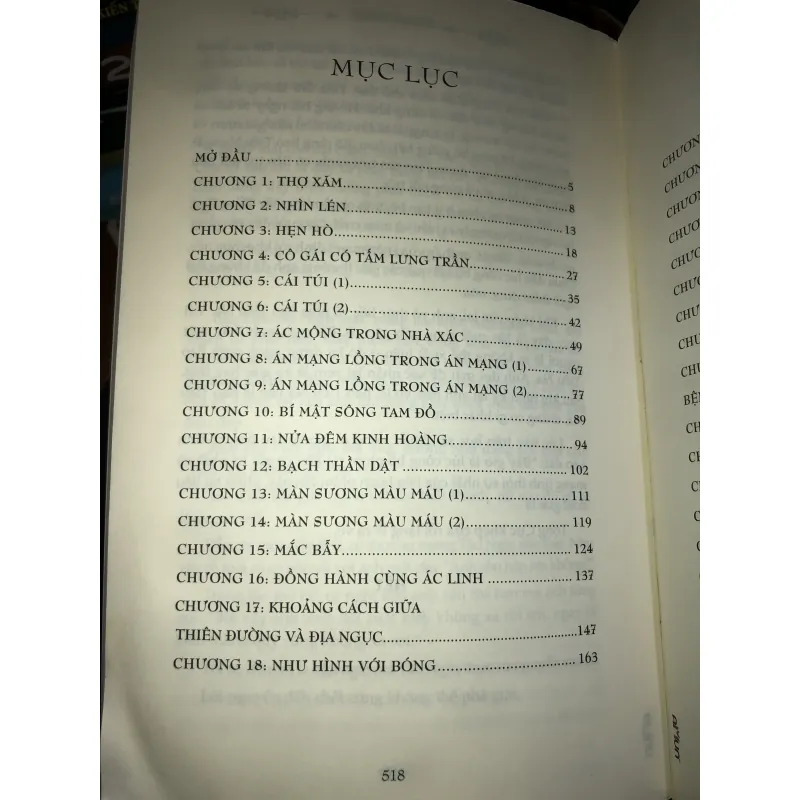 MỤC LỤC
MỞ ĐẦU.....5
CHƯƠNG 1: THỢ XĂM.....8
CHƯƠNG 2: NHÌN LÉN.....13
CHƯƠNG 3: HẸN HÒ.....18
CHƯƠNG 4: CÔ GÁI CÓ TẤM LƯNG TRẦN.....27
CHƯƠNG 5: CÁI TÚI (1).....35
CHƯƠNG 6: CÁI TÚI (2).....42
CHƯƠNG 7: ÁC MỘNG TRONG NHÀ XÁC.....49
CHƯƠNG 8: ÁN MẠNG LỒNG TRONG ÁN MẠNG (1).....67
CHƯƠNG 9: ÁN MẠNG LỒNG TRONG ÁN MẠNG (2).....77
CHƯƠNG 10: BÍ MẬT SÔNG TAM ĐỒ.....89
CHƯƠNG 11: NỬA ĐÊM KINH HOÀNG.....94
CHƯƠNG 12: BẠCH THẦN DẬT.....102
CHƯƠNG 13: MÀN SƯƠNG MÀU MÁU (1).....111
CHƯƠNG 14: MÀN SƯƠNG MÀU MÁU (2).....119
CHƯƠNG 15: MẮC BẪY.....124
CHƯƠNG 16: ĐỒNG HÀNH CÙNG ÁC LINH.....137
CHƯƠNG 17: KHOẢNG CÁCH GIỮA
THIÊN ĐƯỜNG VÀ ĐỊA NGỤC.....147
CHƯƠNG 18: NHƯ HÌNH VỚI BÓNG.....163
518